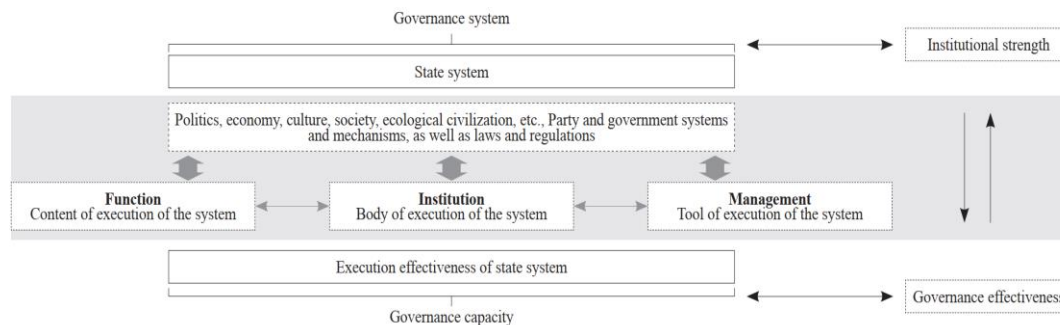 Governance system
Institutional strength
State system
Politics, economy, culture, society, ecological civilization, etc., Party and government systems
and mechanisms, as well as laws and regulations
Function
Content of execution of the system
Institution
Body of execution of the system
Management
Tool of execution of the system
Execution effectiveness of state system
Governance effectiveness
Governance capacity